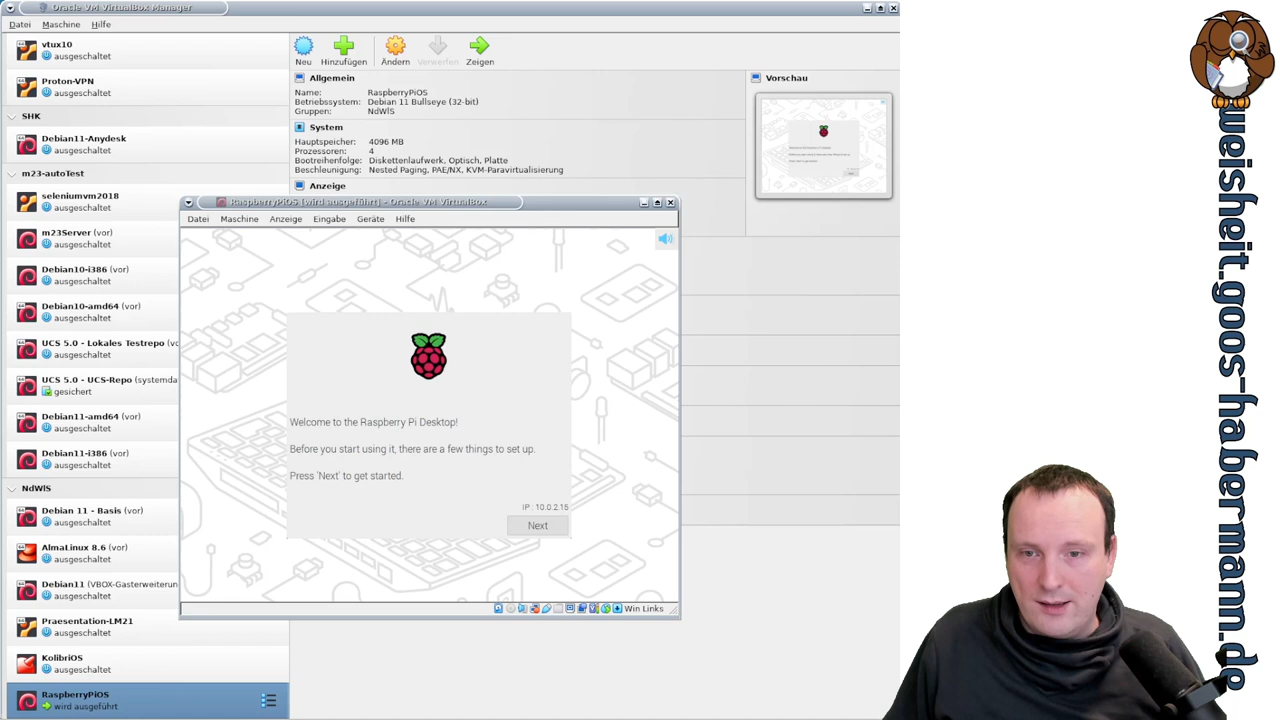 Oracle VM VirtualBox Manager
Datei Maschine Hilfe
vtux10
ausgeschaltet
Proton-VPN
ausgeschaltet
SHK
Debian11-Anydesk
ausgeschaltet
m23-autoTest
seleniumvm2018
ausgeschaltet
m23Server (vor)
ausgeschaltet
Debian10-i386 (vor)
ausgeschaltet
Debian10-amd64 (vor)
ausgeschaltet
UCS 5.0 - Lokales Testrepo (vo
ausgeschaltet
UCS 5.0 - UCS-Repo (systemda
gesichert
Debian11-amd64 (vor)
ausgeschaltet
Debian11-i386 (vor)
ausgeschaltet
NdWlS
Debian 11 - Basis (vor)
ausgeschaltet
AlmaLinux 8.6 (vor)
ausgeschaltet
Debian11 (VBOX-Gasterweiterun
ausgeschaltet
Praesentation-LM21
ausgeschaltet
KolibriOS
ausgeschaltet
RaspberryPiOS
wird ausgeführt
Neu Hinzufügen Ändern Verwerfen Zeigen
Allgemein
Name: RaspberryPiOS
Betriebssystem: Debian 11 Bullseye (32-bit)
Gruppen: NdWlS
System
Hauptspeicher: 4096 MB
Prozessoren: 4
Bootreihenfolge: Diskettenlaufwerk, Optisch, Platte
Beschleunigung: Nested Paging, PAE/NX, KVM-Paravirtualisierung
Anzeige
Vorschau
RaspberryPiOS [wird ausgeführt] - Oracle VM VirtualBox
Datei Maschine Anzeige Eingabe Geräte Hilfe
Welcome to the Raspberry Pi Desktop!
Before you start using it, there are a few things to set up.
Press 'Next' to get started.
IP : 10.0.2.15
Next
Win Links
weisheit.goos-habermann.de